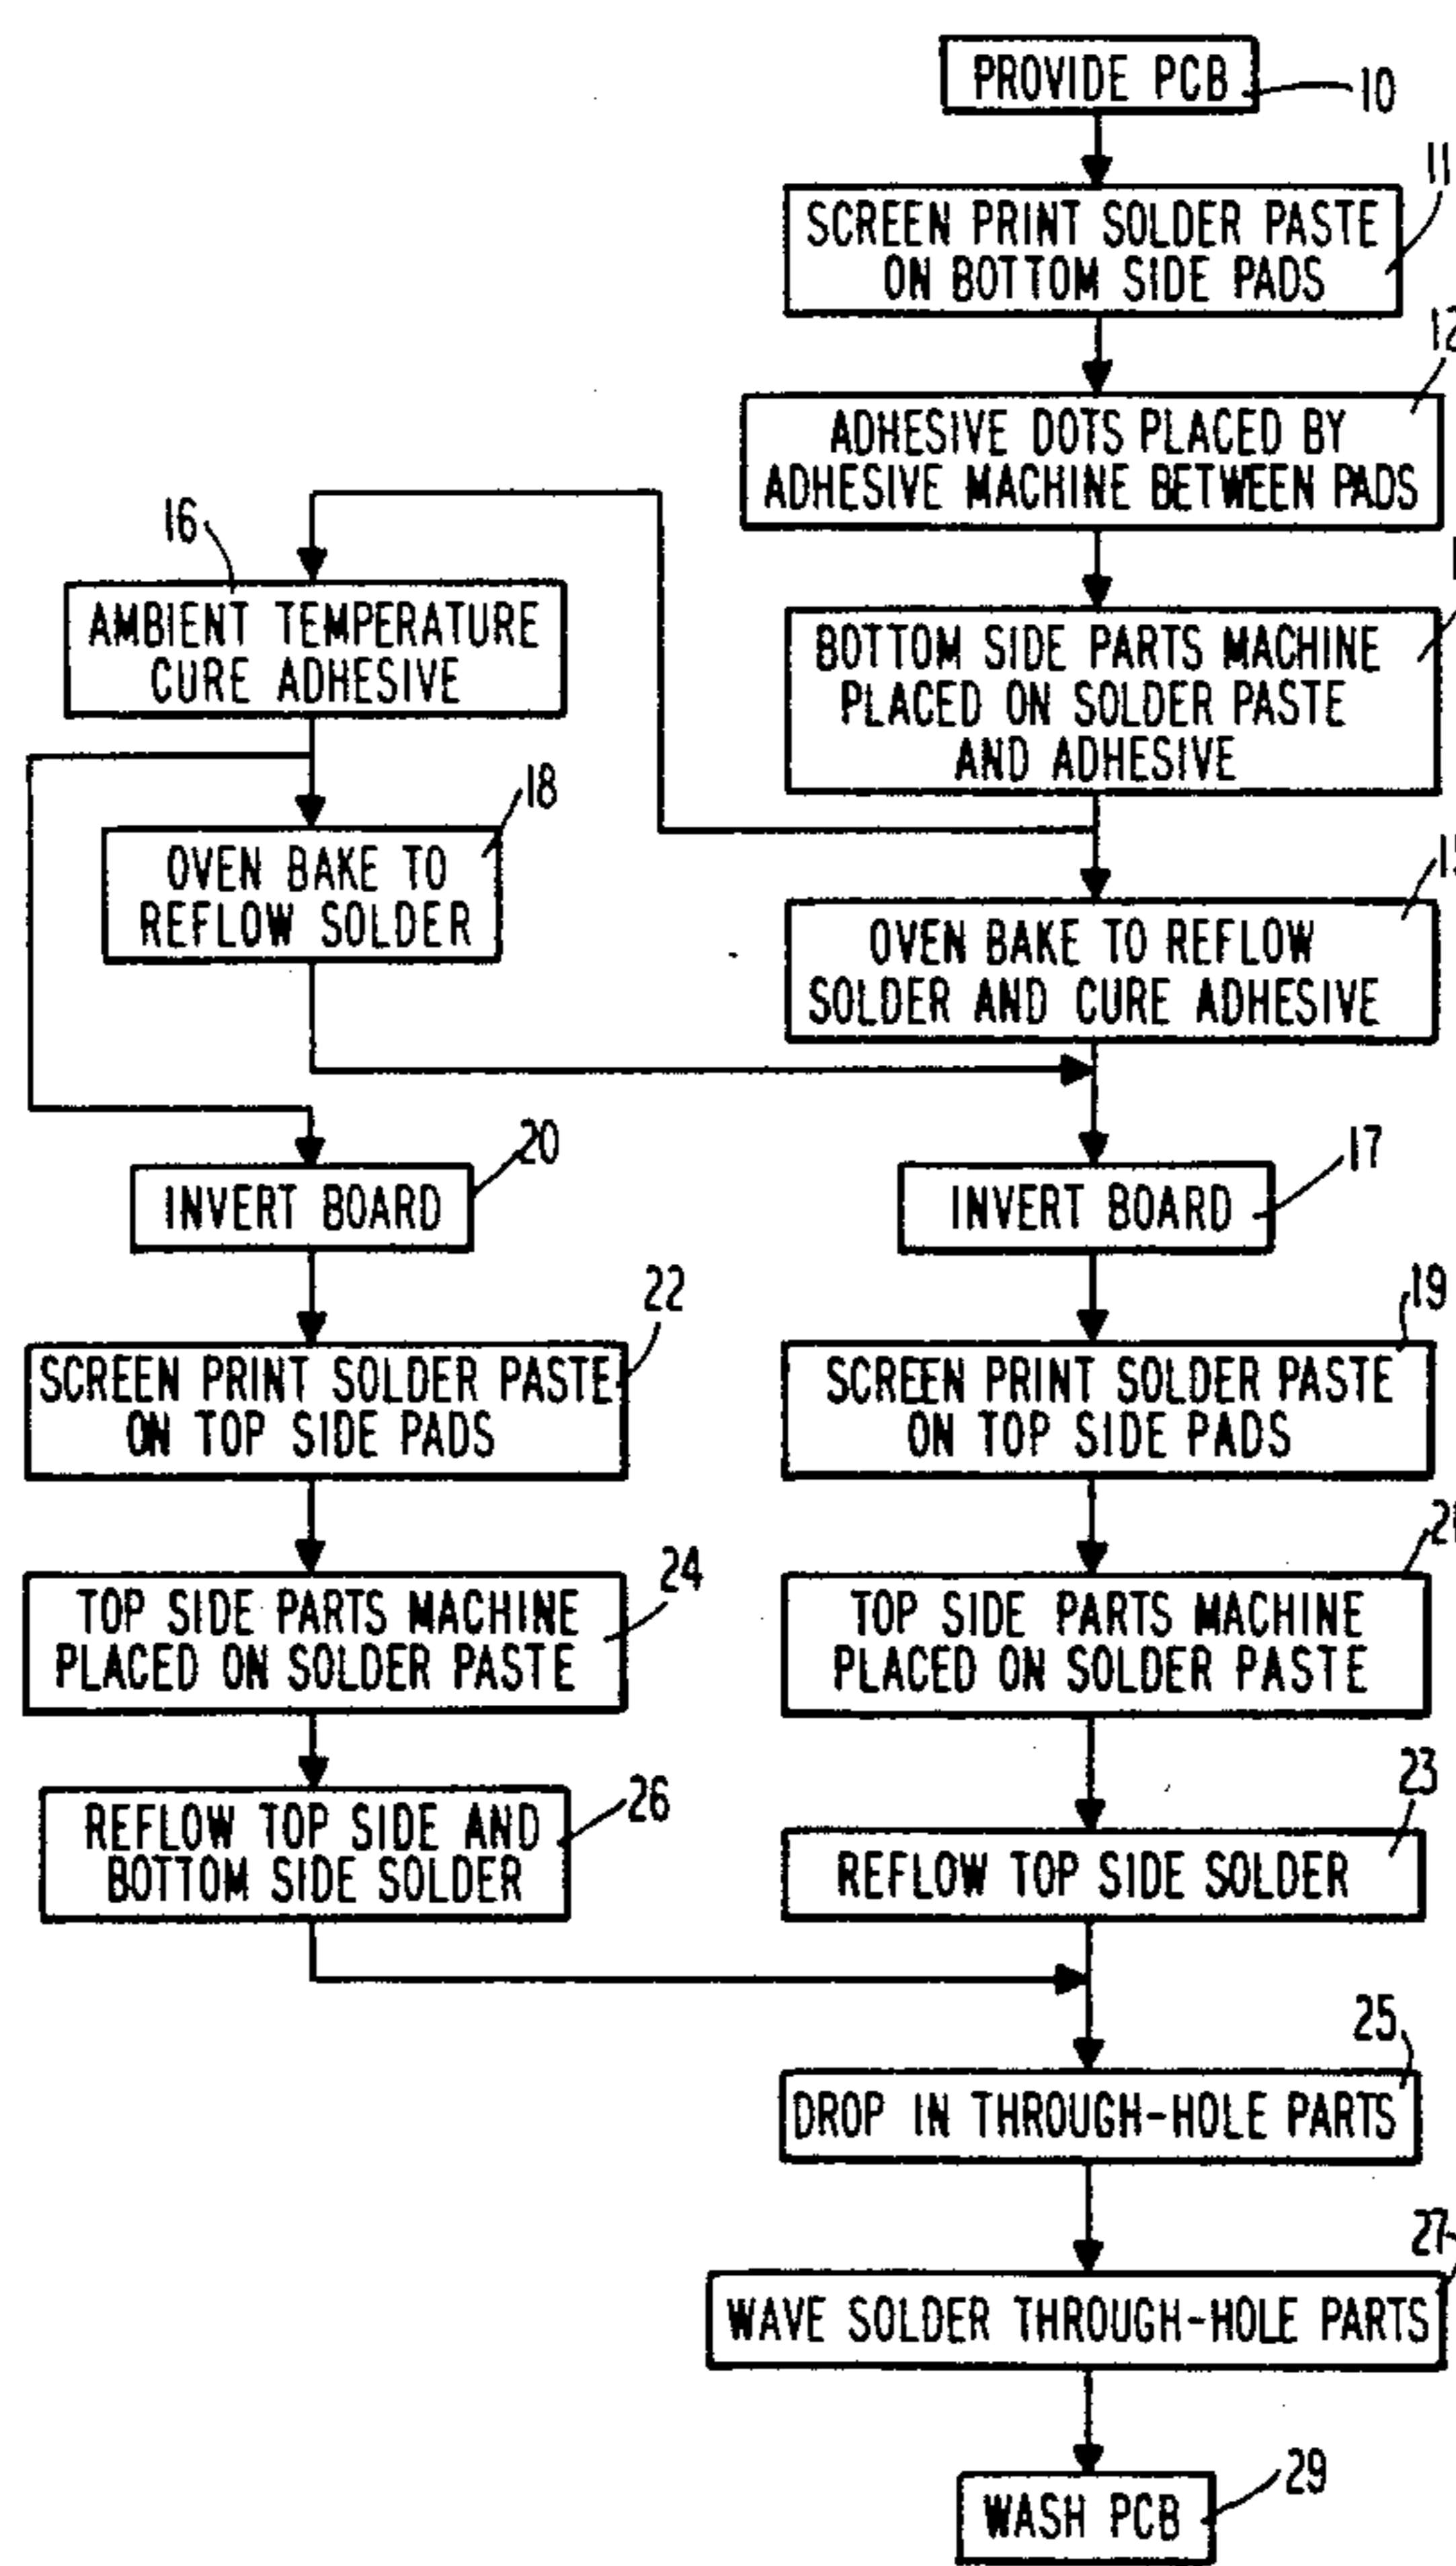 PROVIDE PCB
10
SCREEN PRINT SOLDER PASTE
ON BOTTOM SIDE PADS
11
ADHESIVE DOTS PLACED BY
ADHESIVE MACHINE BETWEEN PADS
12
BOTTOM SIDE PARTS MACHINE
PLACED ON SOLDER PASTE
AND ADHESIVE
16
AMBIENT TEMPERATURE
CURE ADHESIVE
18
OVEN BAKE TO
REFLOW SOLDER
OVEN BAKE TO REFLOW
SOLDER AND CURE ADHESIVE
20
INVERT BOARD
17
INVERT BOARD
22
SCREEN PRINT SOLDER PASTE
ON TOP SIDE PADS
19
SCREEN PRINT SOLDER PASTE
ON TOP SIDE PADS
24
TOP SIDE PARTS MACHINE
PLACED ON SOLDER PASTE
21
TOP SIDE PARTS MACHINE
PLACED ON SOLDER PASTE
26
REFLOW TOP SIDE AND
BOTTOM SIDE SOLDER
23
REFLOW TOP SIDE SOLDER
25
DROP IN THROUGH-HOLE PARTS
27
WAVE SOLDER THROUGH-HOLE PARTS
29
WASH PCB